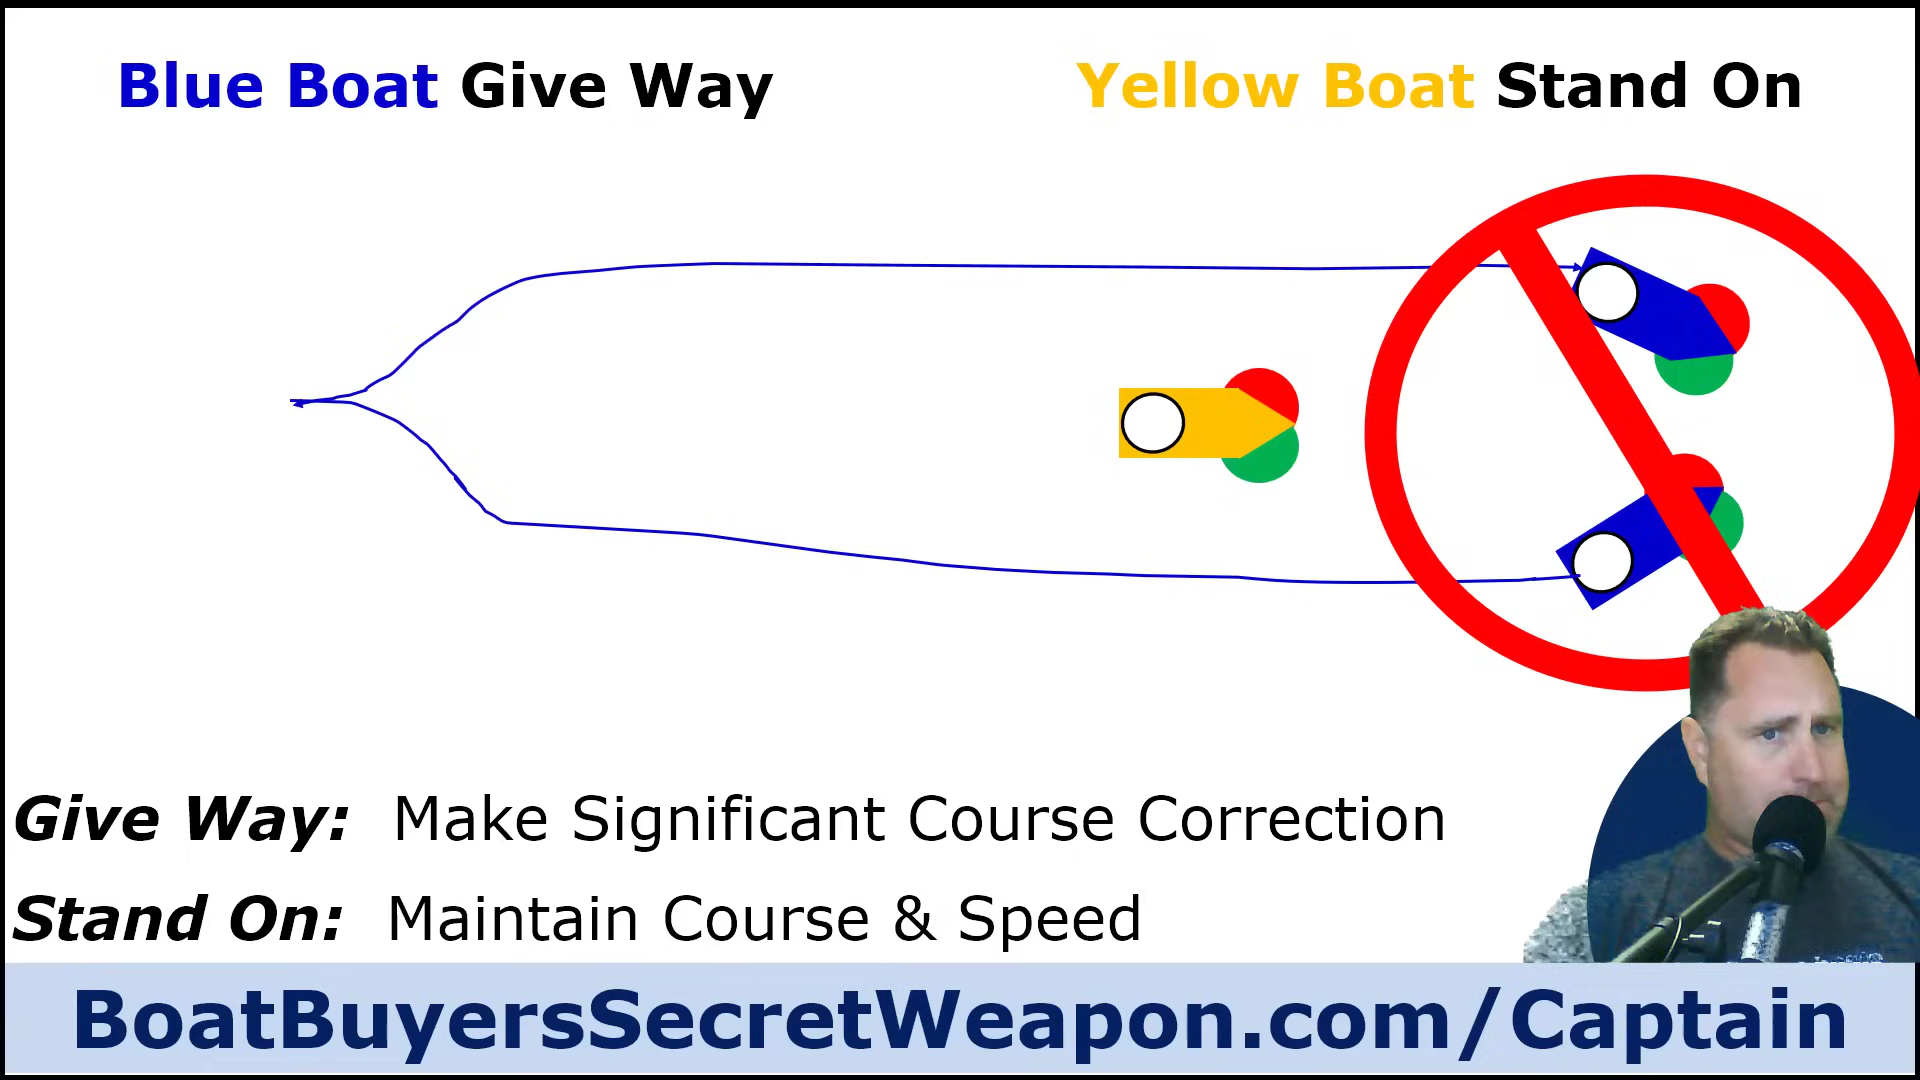 Blue Boat Give Way
Yellow Boat Stand On
Give Way: Make Significant Course Correction
Stand On: Maintain Course & Speed
BoatBuyersSecretWeapon.com/Captain